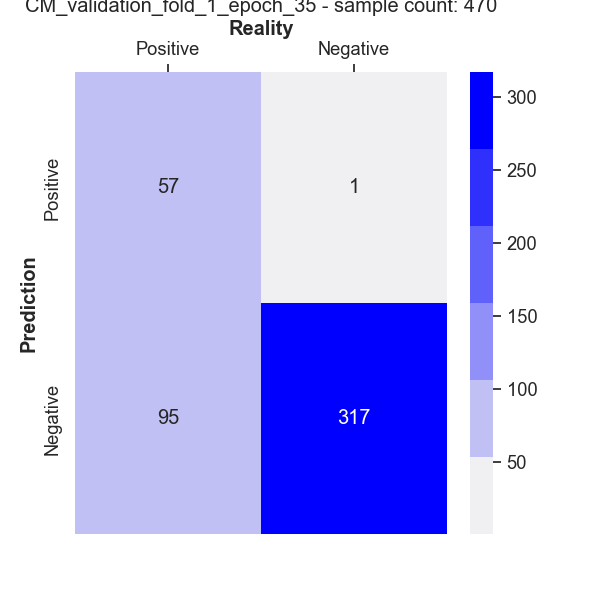 CM_validation_fold_1_epoch_35 - sample count: 470
Reality
Positive Negative
Positive
57 1
Prediction
Negative
95 317
300
250
200
150
100
50